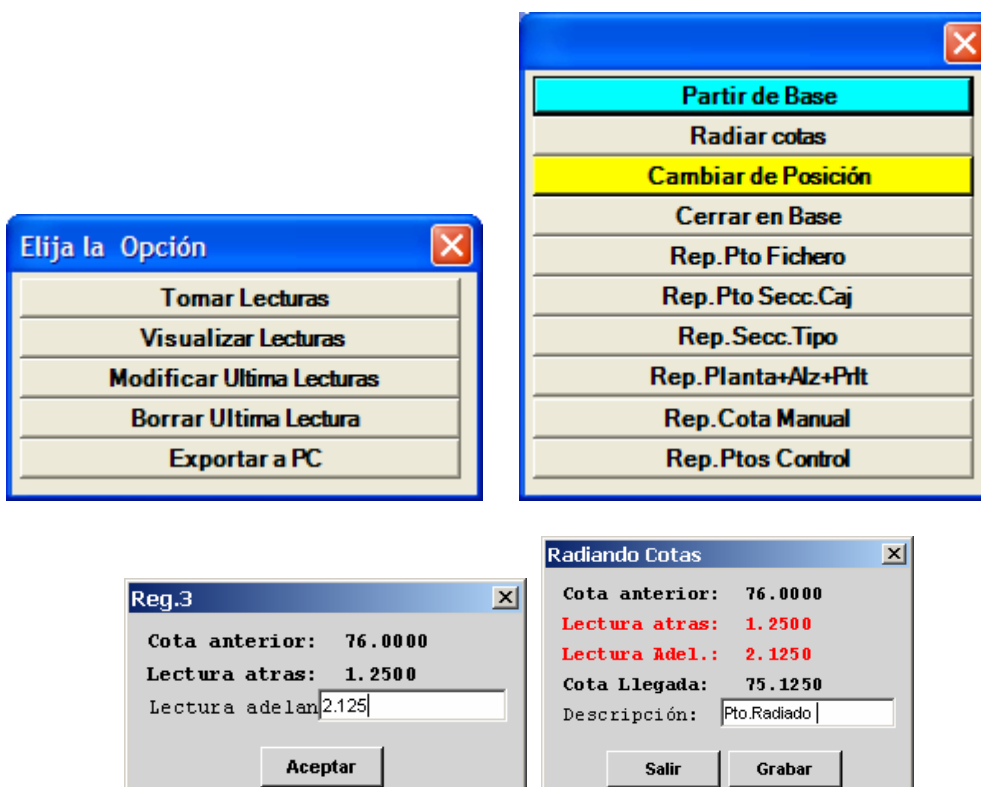 Elija la Opción
Tomar Lecturas
Visualizar Lecturas
Modificar Ultima Lecturas
Borrar Ultima Lectura
Exportar a PC
Partir de Base
Radiar cotas
Cambiar de Posición
Cerrar en Base
Rep.Pto Fichero
Rep.Pto Secc.Caj
Rep.Secc.Tipo
Rep.Planta+Alz+Prlt
Rep.Cota Manual
Rep.Ptos Control
Reg.3
Cota anterior: 76.0000
Lectura atras: 1.2500
Lectura adelan 2.125
Aceptar
Radiando Cotas
Cota anterior: 76.0000
Lectura atras: 1.2500
Lectura Adel.: 2.1250
Cota Llegada: 75.1250
Descripción: Pto.Radiado
Salir Grabar